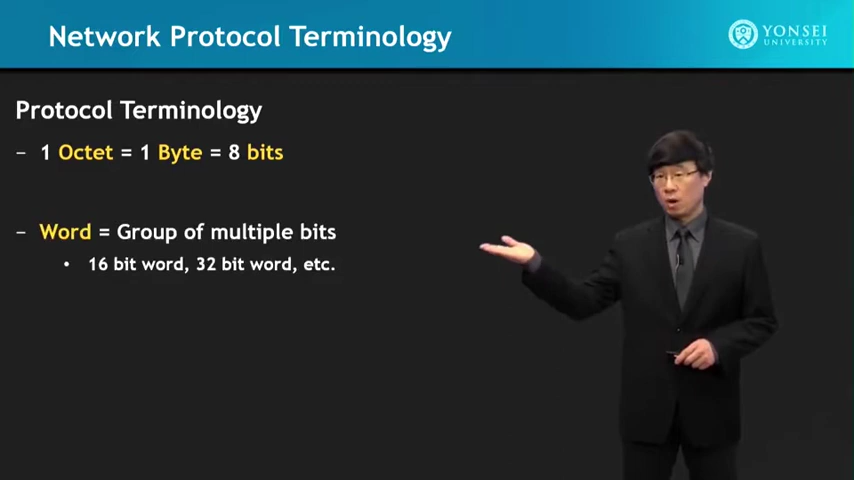 Network Protocol Terminology
YONSEI
UNIVERSITY
Protocol Terminology
– 1 Octet = 1 Byte = 8 bits
– Word = Group of multiple bits
• 16 bit word, 32 bit word, etc.